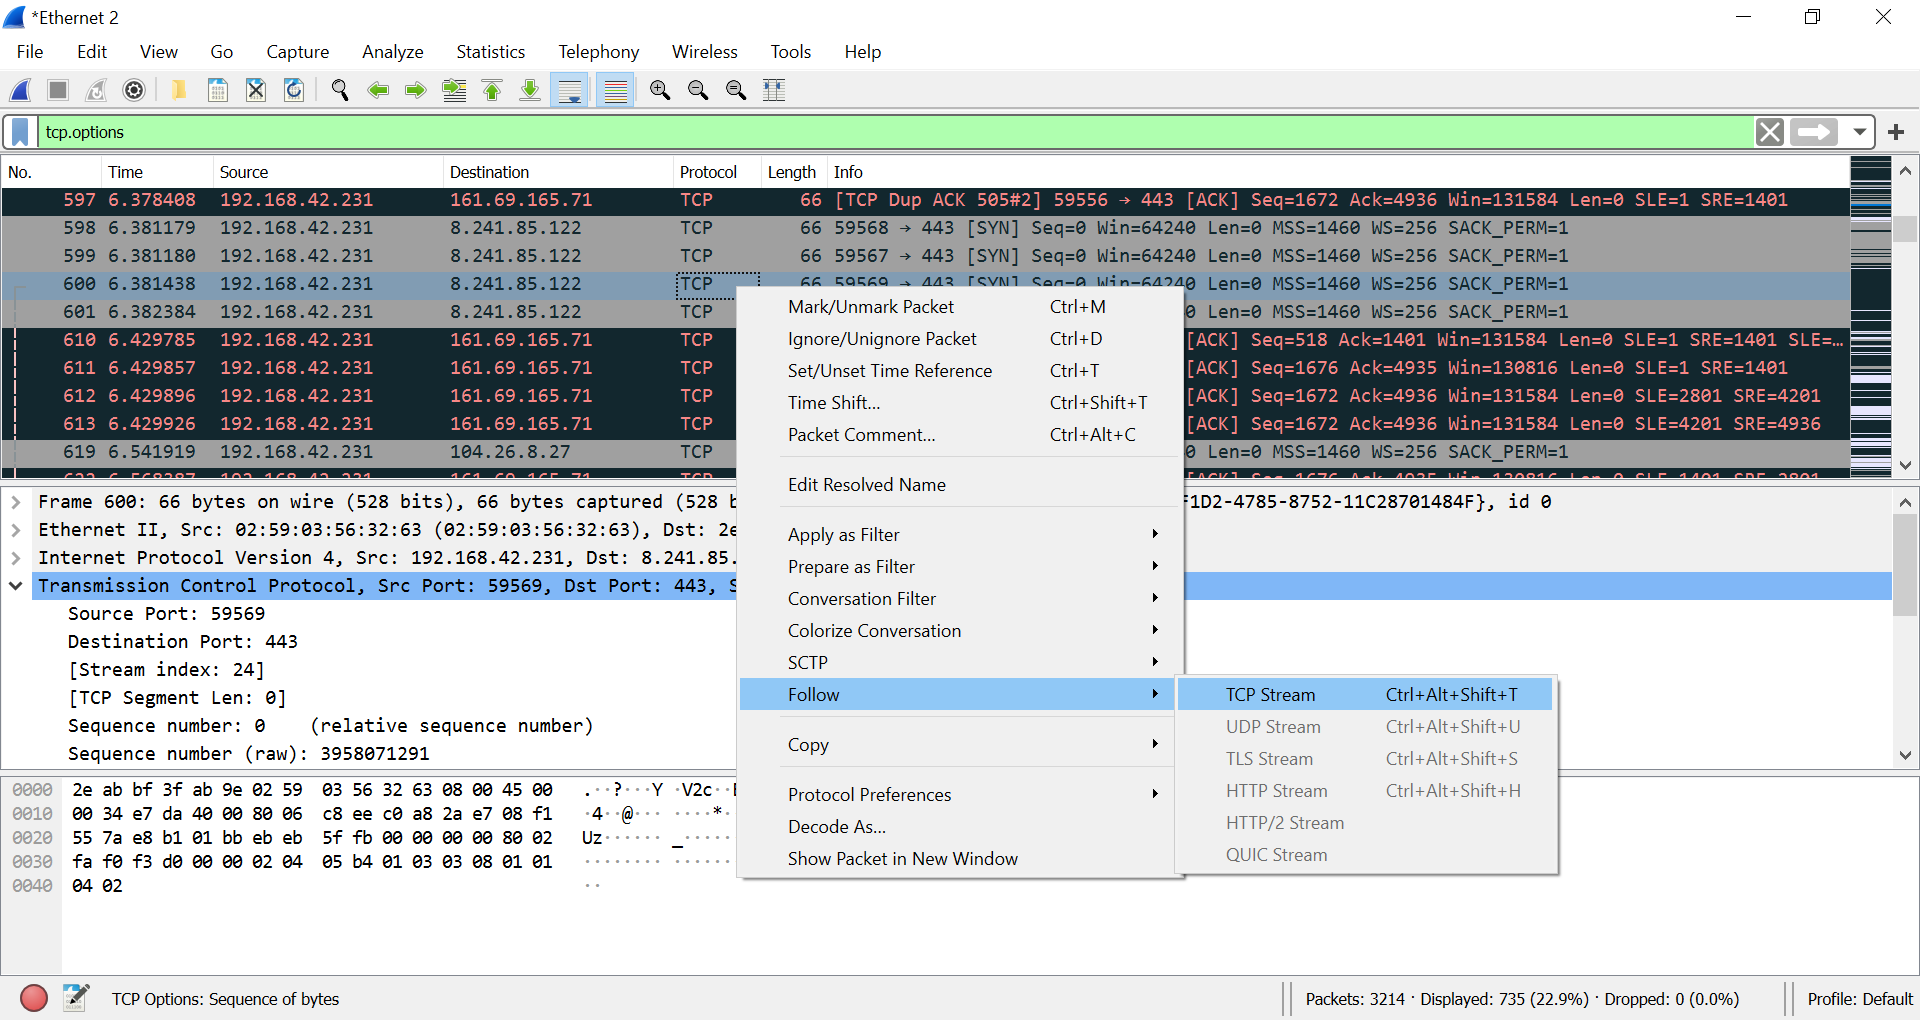 *Ethernet 2
File Edit View Go Capture Analyze Statistics Telephony Wireless Tools Help
tcp.options
No. Time Source Destination Protocol Length Info
597 6.378408 192.168.42.231 161.69.165.71 TCP 66 [TCP Dup ACK 505#2] 59556 → 443 [ACK] Seq=1672 Ack=4936 Win=131584 Len=0 SLE=1 SRE=1401
598 6.381179 192.168.42.231 8.241.85.122 TCP 66 59568 → 443 [SYN] Seq=0 Win=64240 Len=0 MSS=1460 WS=256 SACK_PERM=1
599 6.381180 192.168.42.231 8.241.85.122 TCP 66 59567 → 443 [SYN] Seq=0 Win=64240 Len=0 MSS=1460 WS=256 SACK_PERM=1
600 6.381438 192.168.42.231 8.241.85.122 TCP 66 59569 → 443 [SYN] Seq=0 Win=64240 Len=0 MSS=1460 WS=256 SACK_PERM=1
601 6.382384 192.168.42.231 8.241.85.122 TCP 0 Len=0 MSS=1460 WS=256 SACK_PERM=1
610 6.429785 192.168.42.231 161.69.165.71 TCP [ACK] Seq=518 Ack=1401 Win=131584 Len=0 SLE=1 SRE=1401 SLE=…
611 6.429857 192.168.42.231 161.69.165.71 TCP [ACK] Seq=1676 Ack=4935 Win=130816 Len=0 SLE=1 SRE=1401
612 6.429896 192.168.42.231 161.69.165.71 TCP [ACK] Seq=1672 Ack=4936 Win=131584 Len=0 SLE=2801 SRE=4201
613 6.429926 192.168.42.231 161.69.165.71 TCP [ACK] Seq=1672 Ack=4936 Win=131584 Len=0 SLE=4201 SRE=4936
619 6.541919 192.168.42.231 104.26.8.27 TCP 0 Len=0 MSS=1460 WS=256 SACK_PERM=1
Mark/Unmark Packet Ctrl+M
Ignore/Unignore Packet Ctrl+D
Set/Unset Time Reference Ctrl+T
Time Shift... Ctrl+Shift+T
Packet Comment... Ctrl+Alt+C
Edit Resolved Name
Apply as Filter
Prepare as Filter
Conversation Filter
Colorize Conversation
SCTP
Follow
Copy
Protocol Preferences
Decode As...
Show Packet in New Window
TCP Stream Ctrl+Alt+Shift+T
UDP Stream Ctrl+Alt+Shift+U
TLS Stream Ctrl+Alt+Shift+S
HTTP Stream Ctrl+Alt+Shift+H
HTTP/2 Stream
QUIC Stream
Frame 600: 66 bytes on wire (528 bits), 66 bytes captured (528 b F1D2-4785-8752-11C28701484F}, id 0
Ethernet II, Src: 02:59:03:56:32:63 (02:59:03:56:32:63), Dst: 2e
Internet Protocol Version 4, Src: 192.168.42.231, Dst: 8.241.85.
Transmission Control Protocol, Src Port: 59569, Dst Port: 443, S
Source Port: 59569
Destination Port: 443
[Stream index: 24]
[TCP Segment Len: 0]
Sequence number: 0 (relative sequence number)
Sequence number (raw): 3958071291
0000 2e ab bf 3f ab 9e 02 59 03 56 32 63 08 00 45 00 .··?···Y ·V2c··
0010 00 34 e7 da 40 00 80 06 c8 ee c0 a8 2a e7 08 f1 ·4··@··· ····*·
0020 55 7a e8 b1 01 bb eb eb 5f fb 00 00 00 00 80 02 Uz······ _·····
0030 fa f0 f3 d0 00 00 02 04 05 b4 01 03 03 08 01 01 ········ ······
0040 04 02 ··
TCP Options: Sequence of bytes
Packets: 3214 · Displayed: 735 (22.9%) · Dropped: 0 (0.0%)
Profile: Default